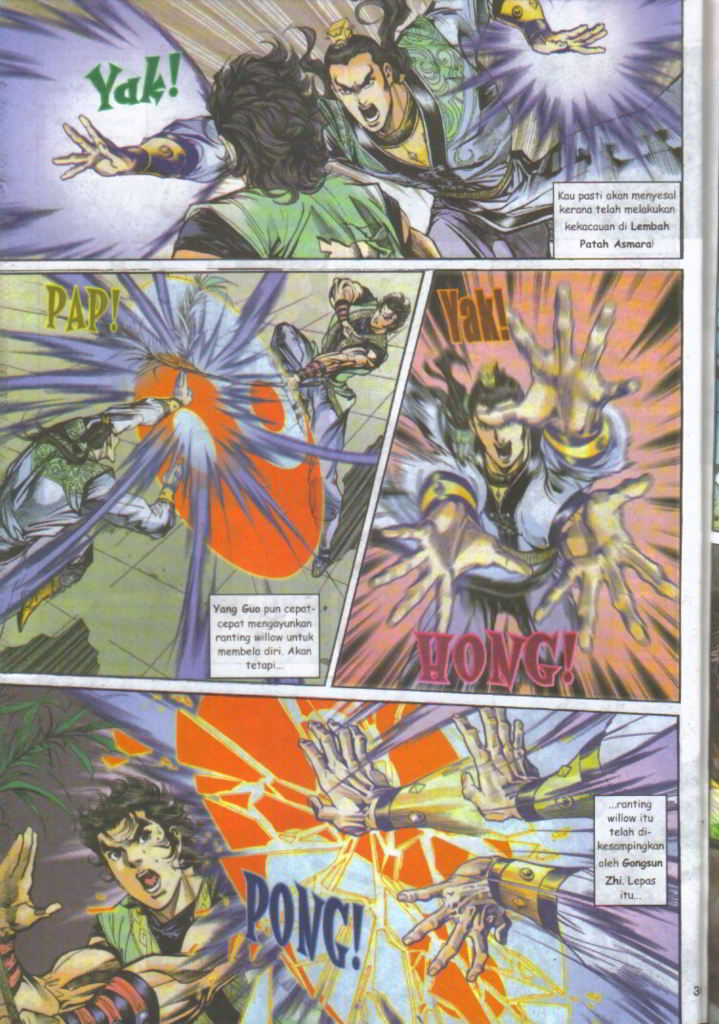 Yak!
Kau pasti akan menyesal
kerana telah melakukan
kekacauan di Lembah
Patah Asmara!
PAP!
Yang Guo pun cepat-
cepat mengayunkan
ranting willow untuk
membela diri. Akan
tetapi...
Yak!
HONG!
PONG!
...ranting
willow itu
telah di-
kesampingkan
oleh Gongsun
Zhi. Lepas
itu...
3